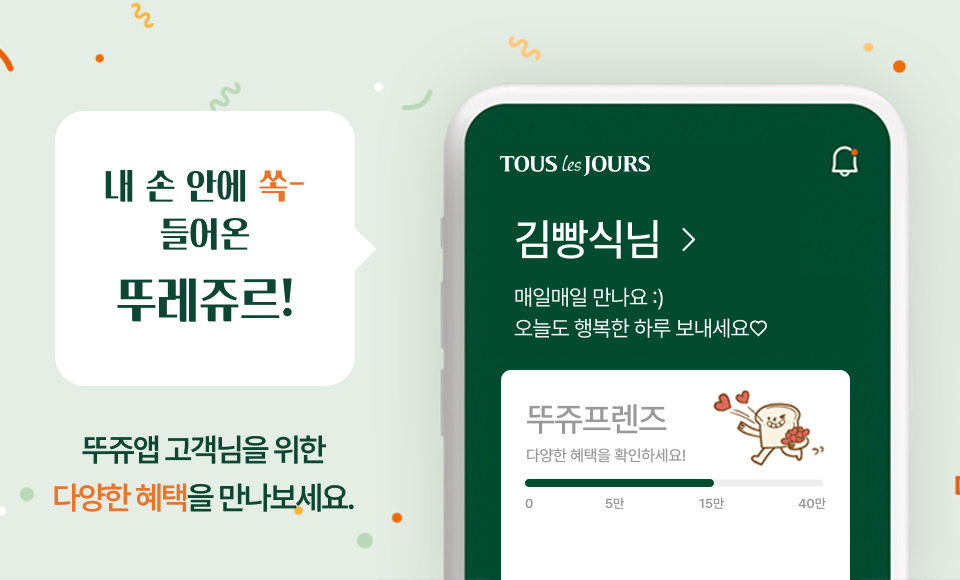 내 손 안에 쏙-
들어온
뚜레쥬르!
뚜쥬앱 고객님을 위한
다양한 혜택을 만나보세요.
TOUS les JOURS
김빵식님 >
매일매일 만나요 :)
오늘도 행복한 하루 보내세요♡
뚜쥬프렌즈
다양한 혜택을 확인하세요!
0 5만 15만 40만